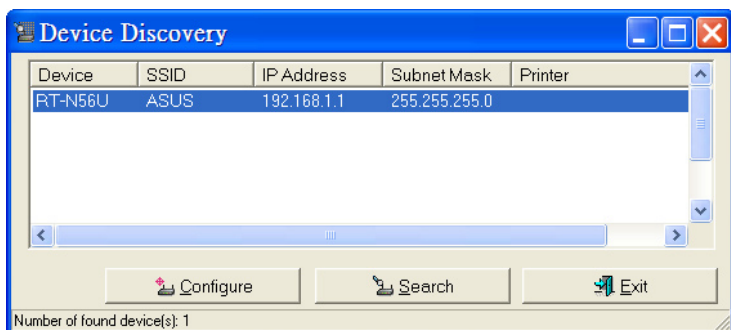 Device Discovery
Device SSID IP Address Subnet Mask Printer
RT-N56U ASUS 192.168.1.1 255.255.255.0
Configure Search Exit
Number of found device(s): 1